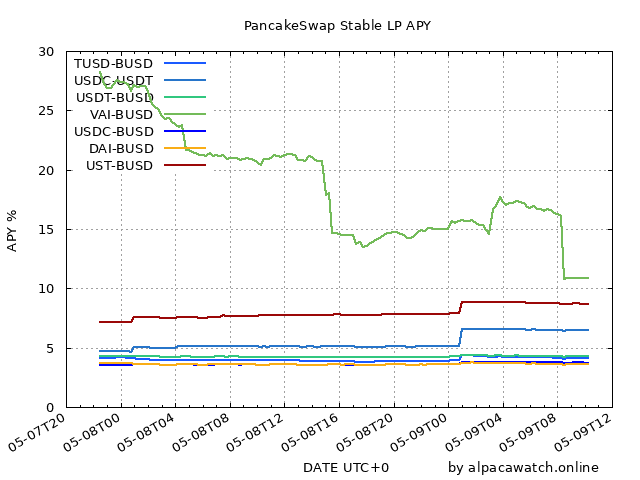 PancakeSwap Stable LP APY
30
25
20
15
10
5
0
APY %
TUSD-BUSD
USDC-USDT
USDT-BUSD
VAI-BUSD
USDC-BUSD
DAI-BUSD
UST-BUSD
05-07T20
05-08T00
05-08T04
05-08T08
05-08T12
05-08T16
05-08T20
05-09T00
05-09T04
05-09T08
05-09T12
DATE UTC+0
by alpacawatch.online